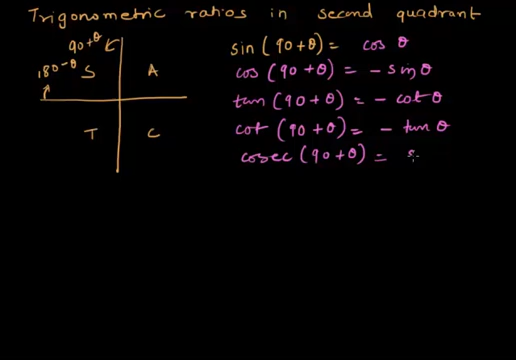 Trigonometric ratios in second quadrant
90+θ
180-θ S A
T C
sin (90+θ) = cos θ
cos (90+θ) = - sinθ
tan (90+θ) = - cot θ
cot (90+θ) = - tan θ
cosec (90+θ) = s